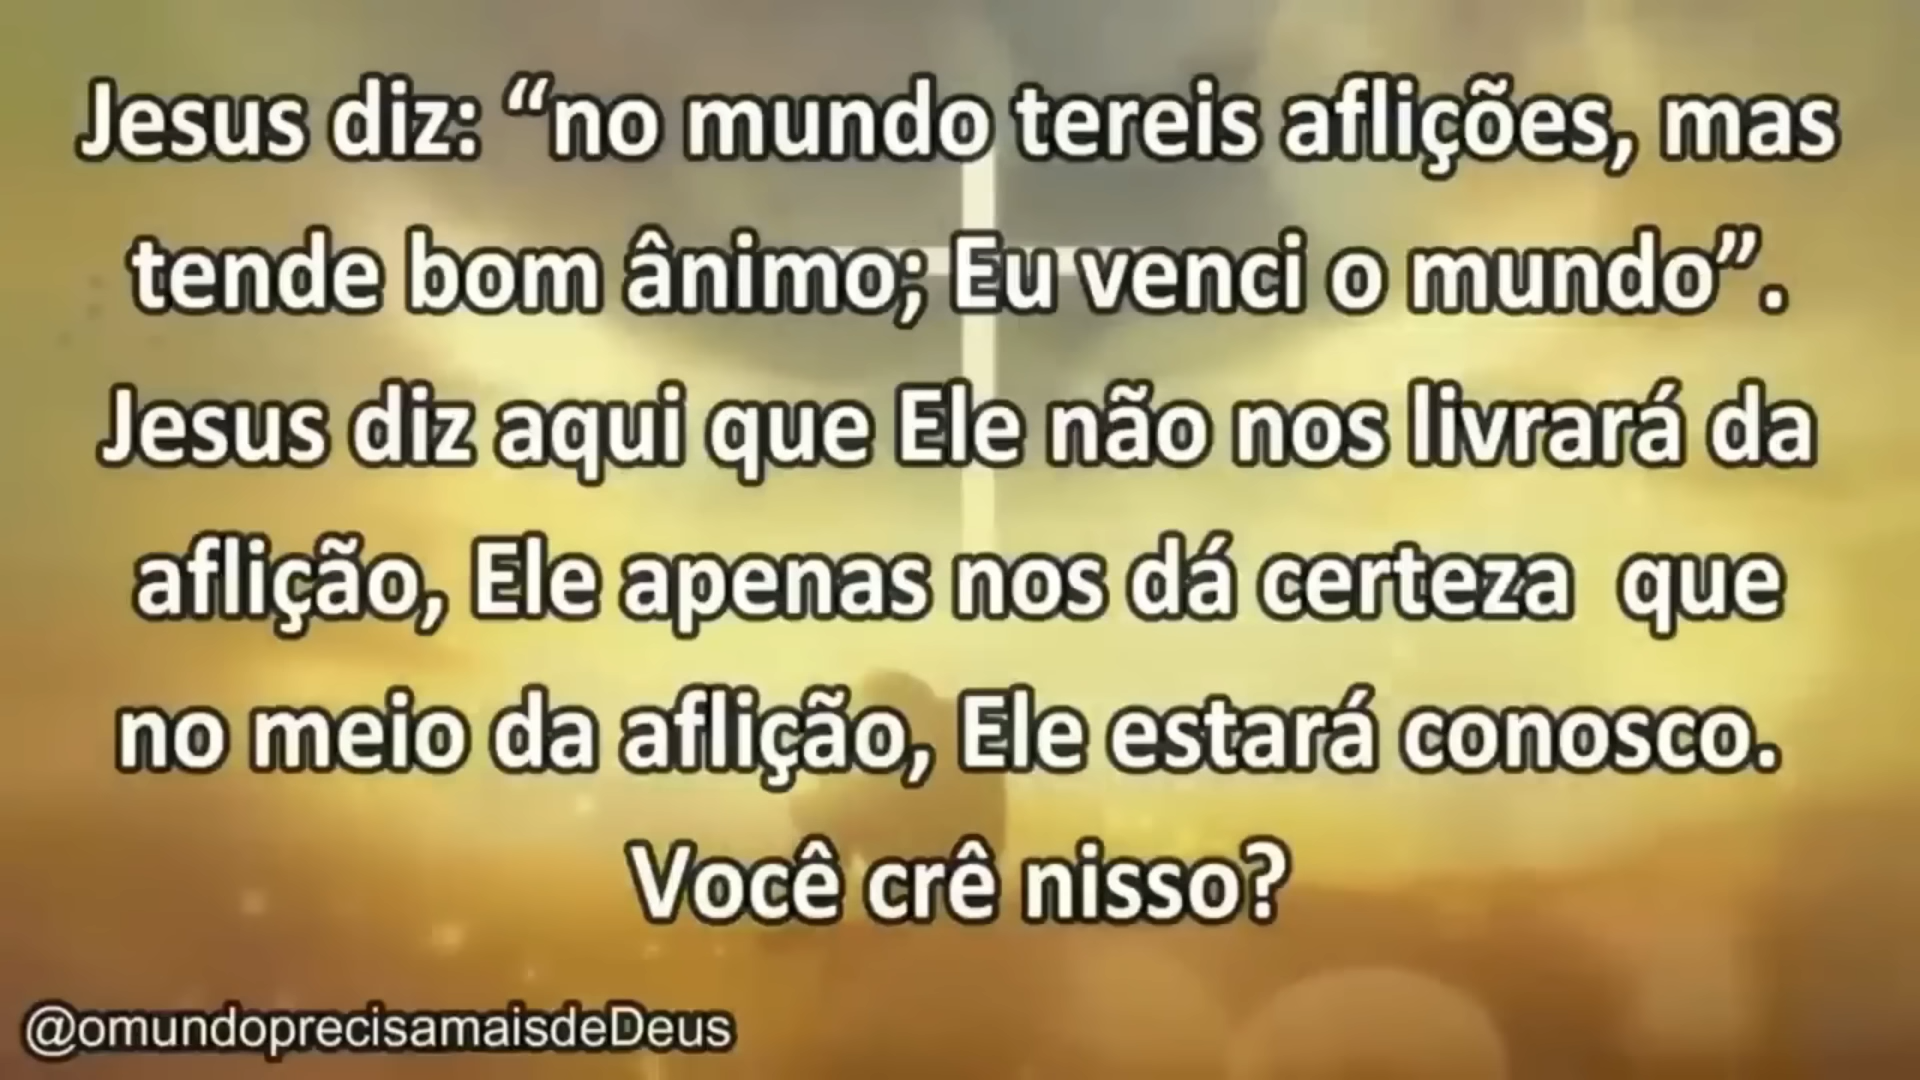 Jesus diz: “no mundo tereis aflições, mas
tende bom ânimo; Eu venci o mundo”.
Jesus diz aqui que Ele não nos livrará da
aflição, Ele apenas nos dá certeza  que
no meio da aflição, Ele estará conosco.
Você crê nisso?
@omundoprecisamaisdeDeus